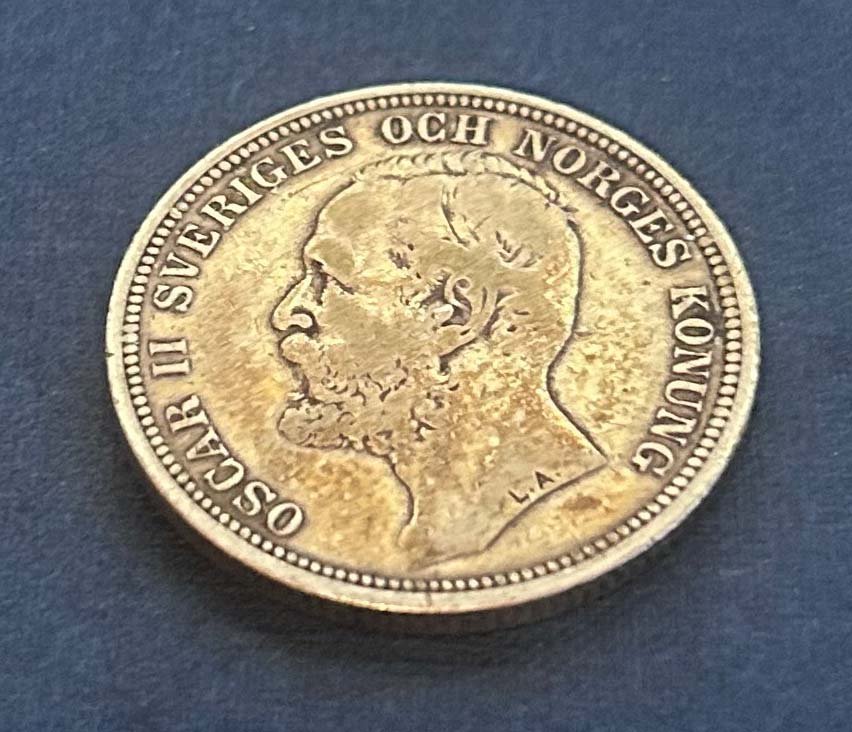 OSCAR II SVERIGES OCH NORGES KONUNG
L.A.